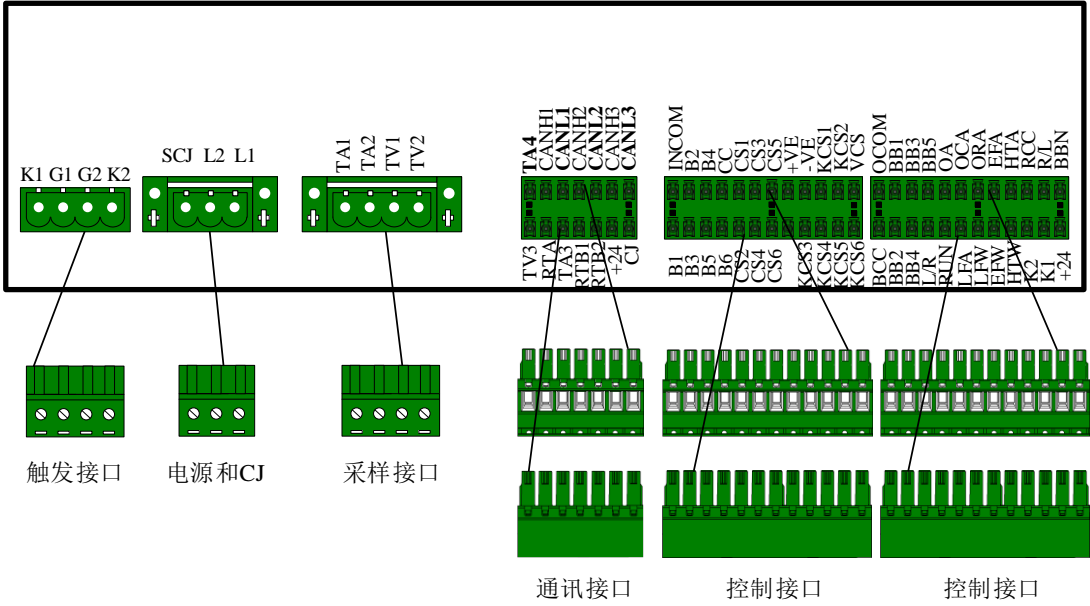 K1 G1 G2 K2
SCJ L2 L1
TA1
TA2
TV1
TV2
TA4
CANH1
CANL1
CANH2
CANL2
CANH3
CANL3
INCOM
B2
B4
CC
CS1
CS3
CS5
+VE
-VE
KCS1
KCS2
VCS
OCOM
BB1
BB3
BB5
OA
OCA
ORA
EFA
HTA
RCC
R/L
BBN
TV3
RTA
TA3
RTB1
RTB2
+24
CJ
B1
B3
B5
B6
CS2
CS4
CS6
KCS3
KCS4
KCS5
KCS6
BCC
BB2
BB4
L/R
RUN
LFA
LFW
EFW
HTW
K2
K1
+24
触发接口
电源和CJ
采样接口
通讯接口
控制接口
控制接口